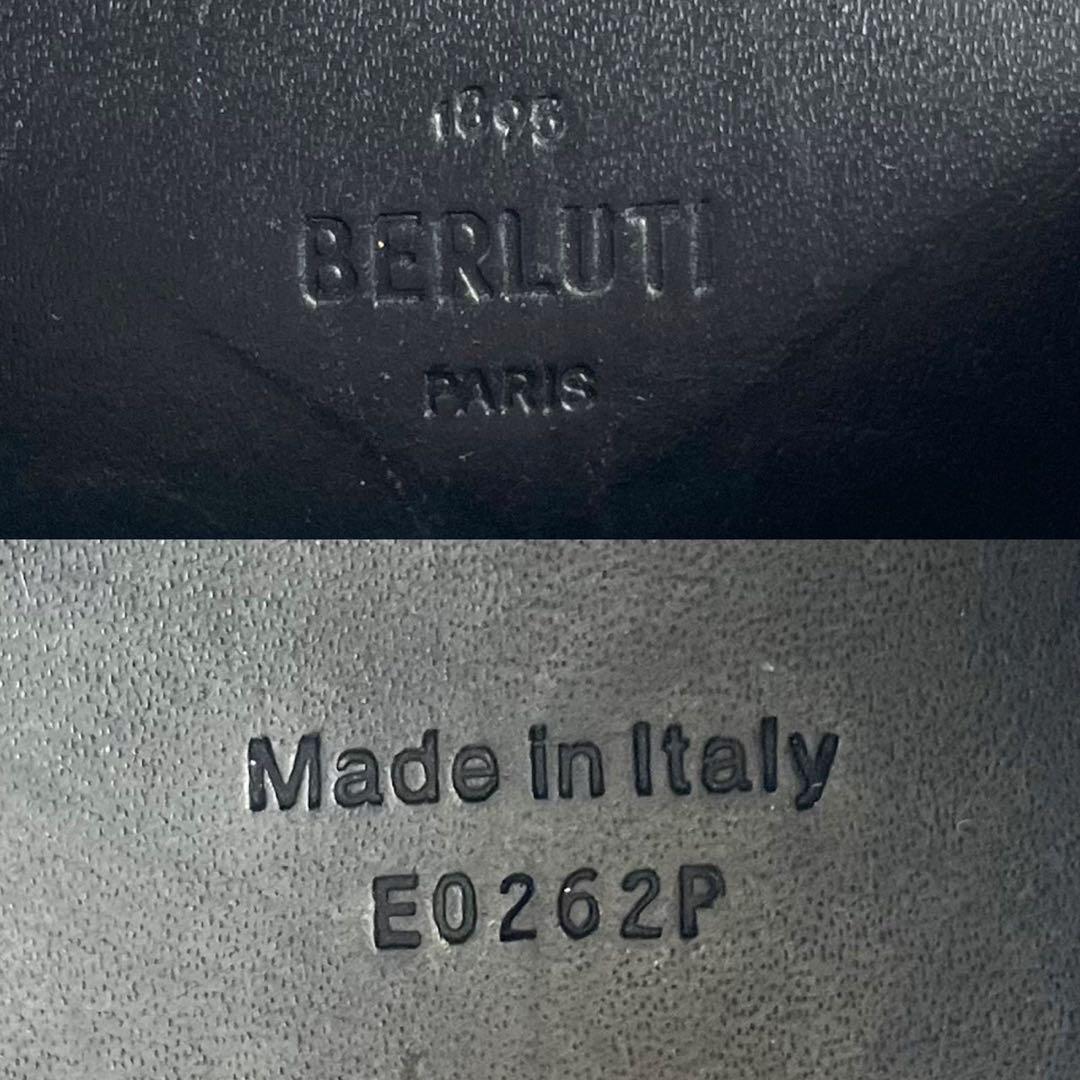 1895
BERLUTI
PARIS
Made in Italy
E0262P